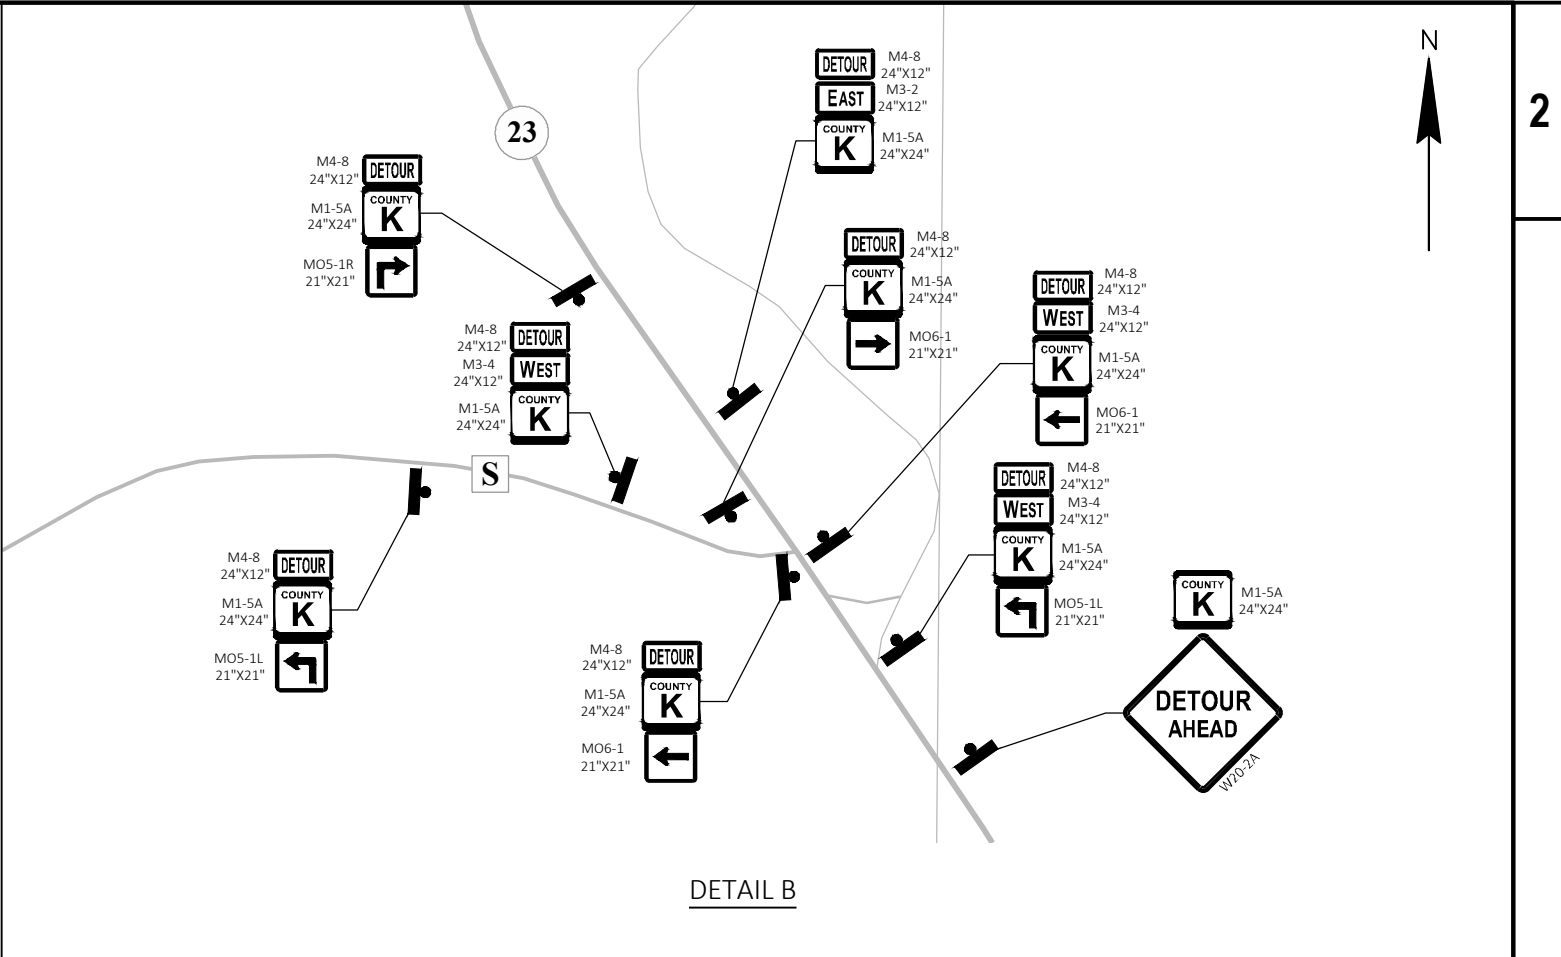 N
2
23
S
DETOUR
EAST
COUNTY
K
M4-8
24"X12"
M3-2
24"X12"
M1-5A
24"X24"
M4-8
24"X12"
M1-5A
24"X24"
MO5-1R
21"X21"
DETOUR
COUNTY
K
DETOUR
COUNTY
K
M4-8
24"X12"
M1-5A
24"X24"
MO6-1
21"X21"
DETOUR
WEST
COUNTY
K
M4-8
24"X12"
M3-4
24"X12"
M1-5A
24"X24"
MO6-1
21"X21"
M4-8
24"X12"
M3-4
24"X12"
M1-5A
24"X24"
DETOUR
WEST
COUNTY
K
DETOUR
WEST
COUNTY
K
M4-8
24"X12"
M3-4
24"X12"
M1-5A
24"X24"
MO5-1L
21"X21"
M4-8
24"X12"
M1-5A
24"X24"
MO5-1L
21"X21"
DETOUR
COUNTY
K
M4-8
24"X12"
M1-5A
24"X24"
MO6-1
21"X21"
DETOUR
COUNTY
K
COUNTY
K
M1-5A
24"X24"
DETOUR
AHEAD
W20-2A
DETAIL B